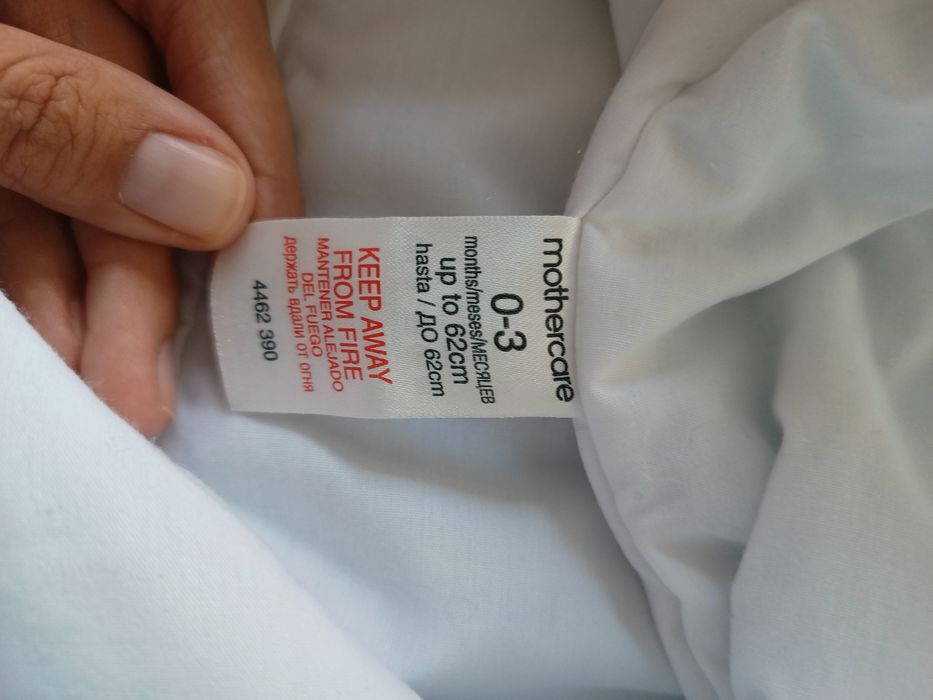 mothercare
0-3
months/meses/МЕСЯЦЕВ
up to 62cm
hasta / ДО 62cm
KEEP AWAY
FROM FIRE
MANTENER ALEJADO
DEL FUEGO
держать вдали от огня
4462 390